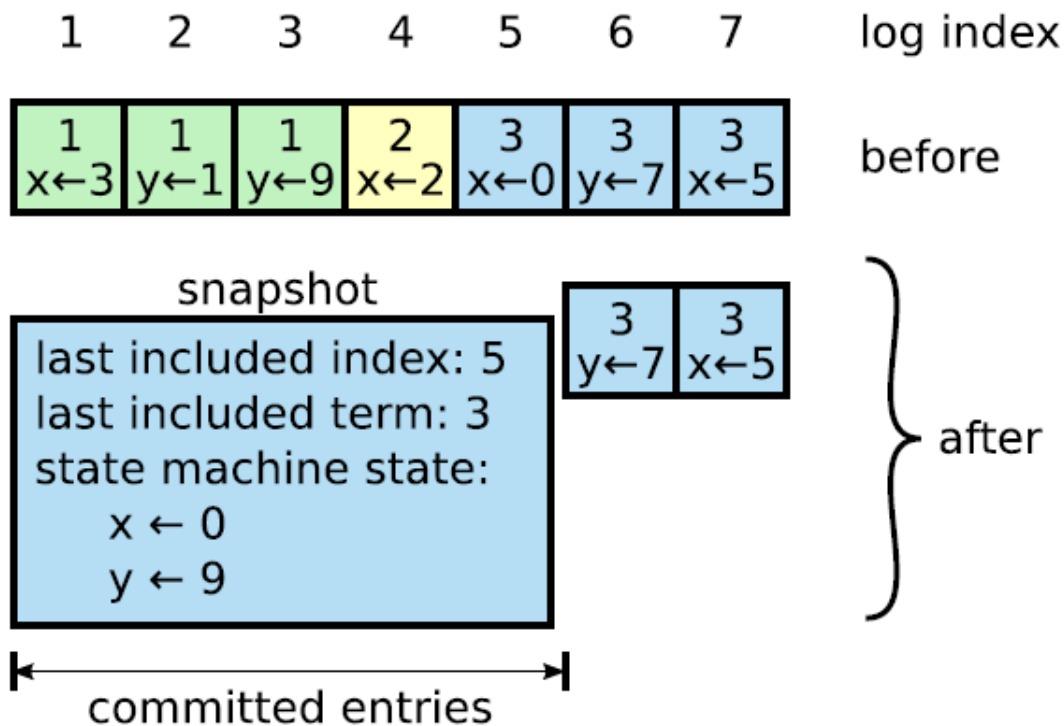 1 2 3 4 5 6 7 log index
1 1 1 2 3 3 3
x←3 y←1 y←9 x←2 x←0 y←7 x←5
before
snapshot
last included index: 5
last included term: 3
state machine state:
x ← 0
y ← 9
3 3
y←7 x←5
after
committed entries